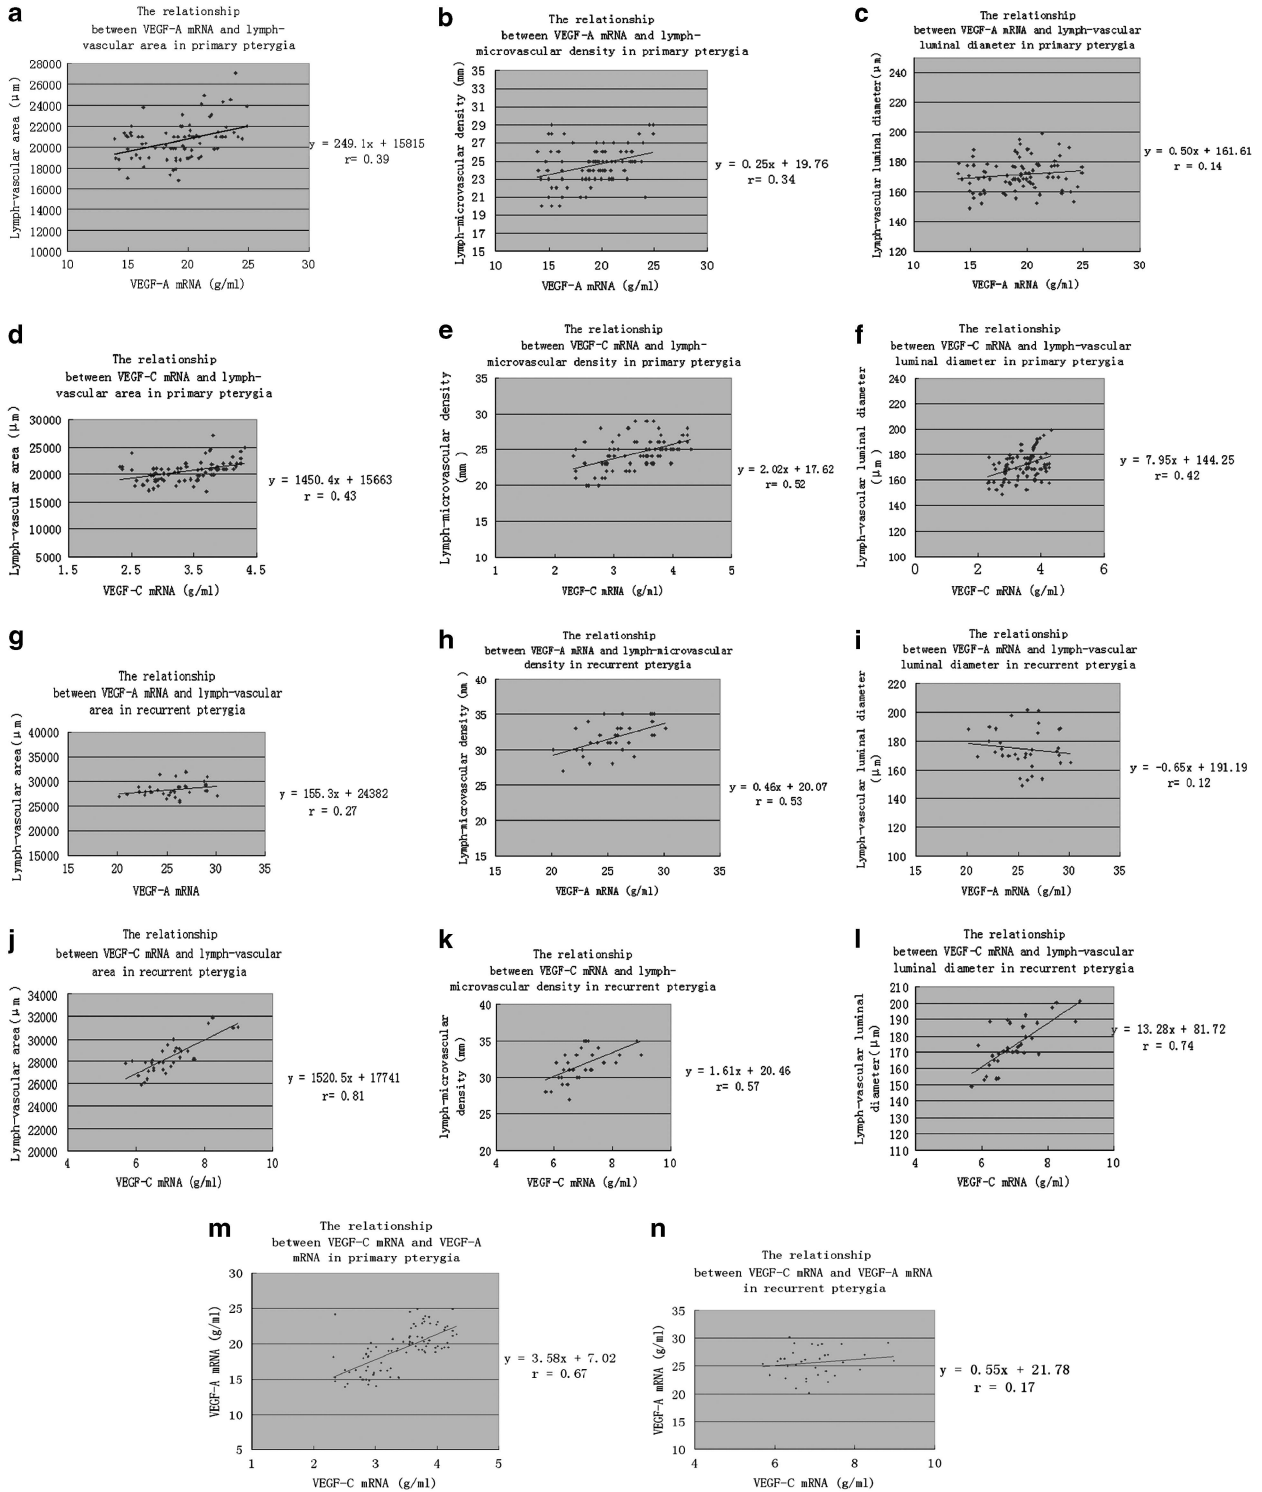 a
The relationship
between VEGF-A mRNA and lymph-
vascular area in primary pterygia
Lymph-vascular area (μm)
28000
26000
24000
22000
20000
18000
16000
14000
12000
10000
10 15 20 25 30
VEGF-A mRNA (g/ml)
y = 249.1x + 15815
r= 0.39
b
The relationship
between VEGF-A mRNA and lymph-
microvascular density in primary pterygia
Lymph-microvascular density (mm)
35
33
31
29
27
25
23
21
19
17
15
10 15 20 25 30
VEGF-A mRNA (g/ml)
y = 0.25x + 19.76
r= 0.34
c
The relationship
between VEGF-A mRNA and lymph-vascular
luminal diameter in primary pterygia
Lymph-vascular luminal diameter(μm)
240
220
200
180
160
140
120
10 15 20 25 30
VEGF-A mRNA (g/ml)
y = 0.50x + 161.61
r = 0.14
d
The relationship
between VEGF-C mRNA and lymph-
vascular area in primary pterygia
Lymph-vascular area (μm)
30000
25000
20000
15000
10000
5000
1.5 2.5 3.5 4.5
VEGF-C mRNA (g/ml)
y = 1450.4x + 15663
r = 0.43
e
The relationship
between VEGF-C mRNA and lymph-
microvascular density in primary pterygia
Lymph-microvascular density
(mm )
35
30
25
20
15
10
1 2 3 4 5
VEGF-C mRNA (g/ml)
y = 2.02x + 17.62
r= 0.52
f
The relationship
between VEGF-C mRNA and lymph-vascular
luminal diameter in primary pterygia
Lymph-vascular luminal diameter
(μm )
240
220
200
180
160
140
120
100
0 2 4 6
VEGF-C mRNA (g/ml)
y = 7.95x + 144.25
r= 0.42
g
The relationship
between VEGF-A mRNA and lymph-vascular
area in recurrent pterygia
Lymph-vascular area(μm)
40000
35000
30000
25000
20000
15000
15 20 25 30 35
VEGF-A mRNA
y = 155.3x + 24382
r = 0.27
h
The relationship
between VEGF-A mRNA and lymph-microvascular
density in recurrent pterygia
Lymph-microvascular density (mm )
40
35
30
25
20
15
15 20 25 30 35
VEGF-A mRNA (g/ml)
y = 0.46x + 20.07
r = 0.53
i
The relationship
between VEGF-A mRNA and lymph-vascular
luminal diameter in recurrent pterygia
Lymph-vascular luminal diameter
(μm)
220
200
180
160
140
120
100
15 20 25 30 35
VEGF-A mRNA (g/ml)
y = -0.65x + 191.19
r= 0.12
j
The relationship
between VEGF-C mRNA and lymph-vascular
area in recurrent pterygia
Lymph-vascular area(μm )
34000
32000
30000
28000
26000
24000
22000
20000
4 6 8 10
VEGF-C mRNA (g/ml)
y = 1520.5x + 17741
r= 0.81
k
The relationship
between VEGF-C mRNA and lymph-
microvascular density in recurrent pterygia
lymph-microvascular
density (mm)
40
35
30
25
20
4 6 8 10
VEGF-C mRNA (g/ml)
y = 1.61x + 20.46
r= 0.57
l
The relationship
between VEGF-C mRNA and lymph-vascular
luminal diameter in recurrent pterygia
Lymph-vascular luminal
diameter(μm)
210
200
190
180
170
160
150
140
130
120
110
4 6 8 10
VEGF-C mRNA (g/ml)
y = 13.28x + 81.72
r = 0.74
m
The relationship
between VEGF-C mRNA and VEGF-A
mRNA in primary pterygia
VEGF-A mRNA (g/ml)
30
25
20
15
10
5
1 2 3 4 5
VEGF-C mRNA (g/ml)
y = 3.58x + 7.02
r = 0.67
n
The relationship
between VEGF-C mRNA and VEGF-A mRNA
in recurrent pterygia
VEGF-A mRNA (g/ml)
35
30
25
20
15
10
4 6 8 10
VEGF-C mRNA (g/ml)
y = 0.55x + 21.78
r = 0.17